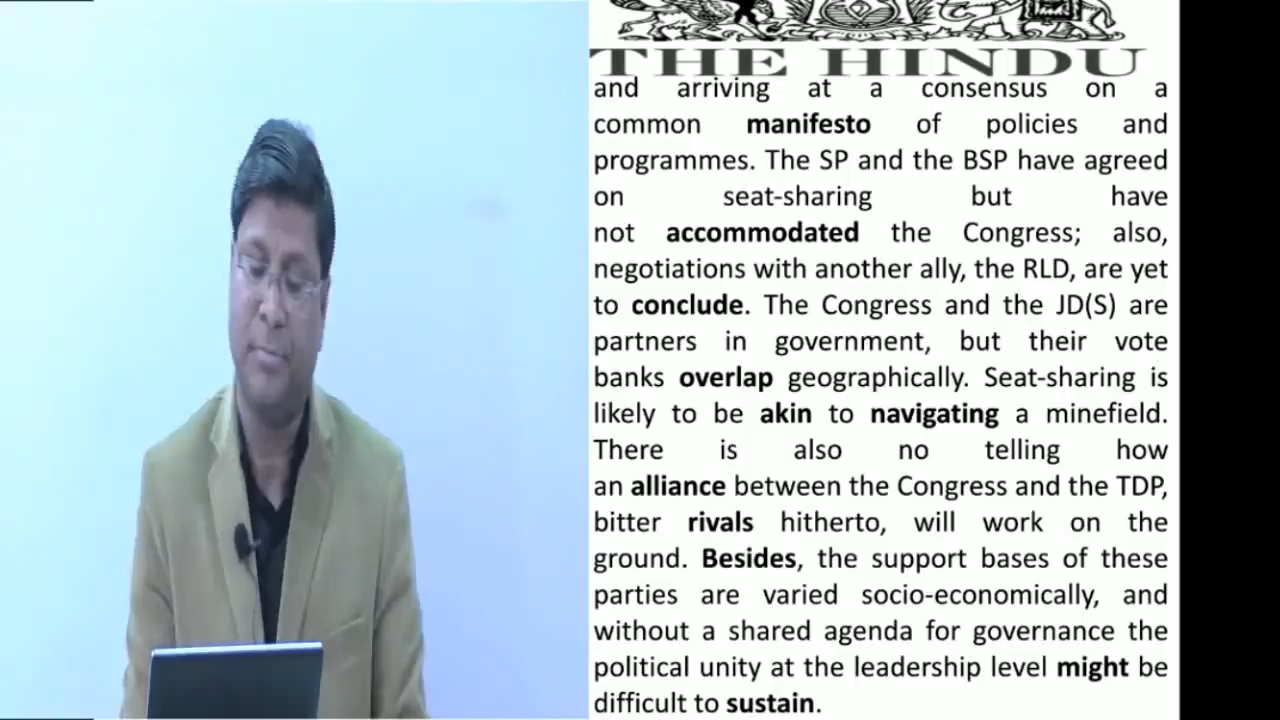 THE HINDU
and arriving at a consensus on a
common manifesto of policies and
programmes. The SP and the BSP have agreed
on seat-sharing but have
not accommodated the Congress; also,
negotiations with another ally, the RLD, are yet
to conclude. The Congress and the JD(S) are
partners in government, but their vote
banks overlap geographically. Seat-sharing is
likely to be akin to navigating a minefield.
There is also no telling how
an alliance between the Congress and the TDP,
bitter rivals hitherto, will work on the
ground. Besides, the support bases of these
parties are varied socio-economically, and
without a shared agenda for governance the
political unity at the leadership level might be
difficult to sustain.